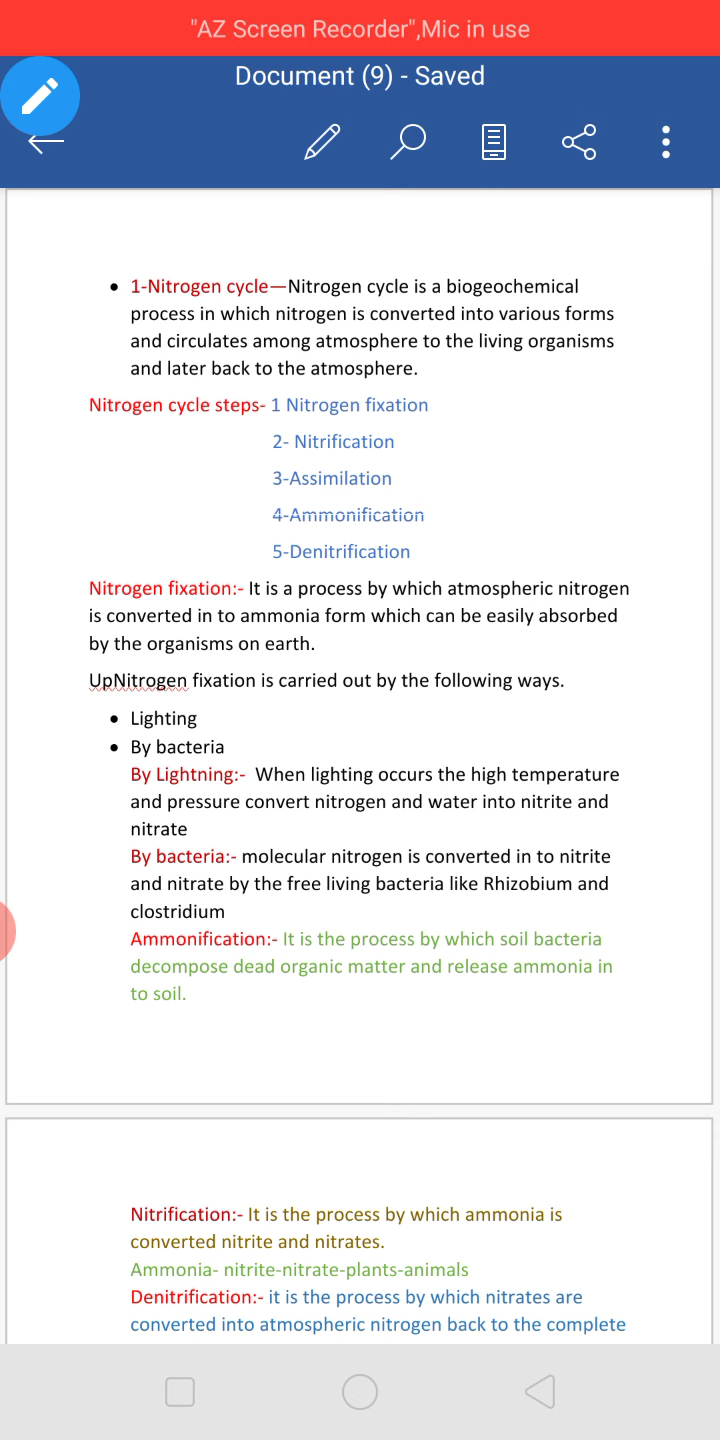 "AZ Screen Recorder",Mic in use
Document (9) - Saved
• 1-Nitrogen cycle—Nitrogen cycle is a biogeochemical
process in which nitrogen is converted into various forms
and circulates among atmosphere to the living organisms
and later back to the atmosphere.
Nitrogen cycle steps- 1 Nitrogen fixation
2- Nitrification
3-Assimilation
4-Ammonification
5-Denitrification
Nitrogen fixation:- It is a process by which atmospheric nitrogen
is converted in to ammonia form which can be easily absorbed
by the organisms on earth.
UpNitrogen fixation is carried out by the following ways.
• Lighting
• By bacteria
By Lightning:- When lighting occurs the high temperature
and pressure convert nitrogen and water into nitrite and
nitrate
By bacteria:- molecular nitrogen is converted in to nitrite
and nitrate by the free living bacteria like Rhizobium and
clostridium
Ammonification:- It is the process by which soil bacteria
decompose dead organic matter and release ammonia in
to soil.
Nitrification:- It is the process by which ammonia is
converted nitrite and nitrates.
Ammonia- nitrite-nitrate-plants-animals
Denitrification:- it is the process by which nitrates are
converted into atmospheric nitrogen back to the complete